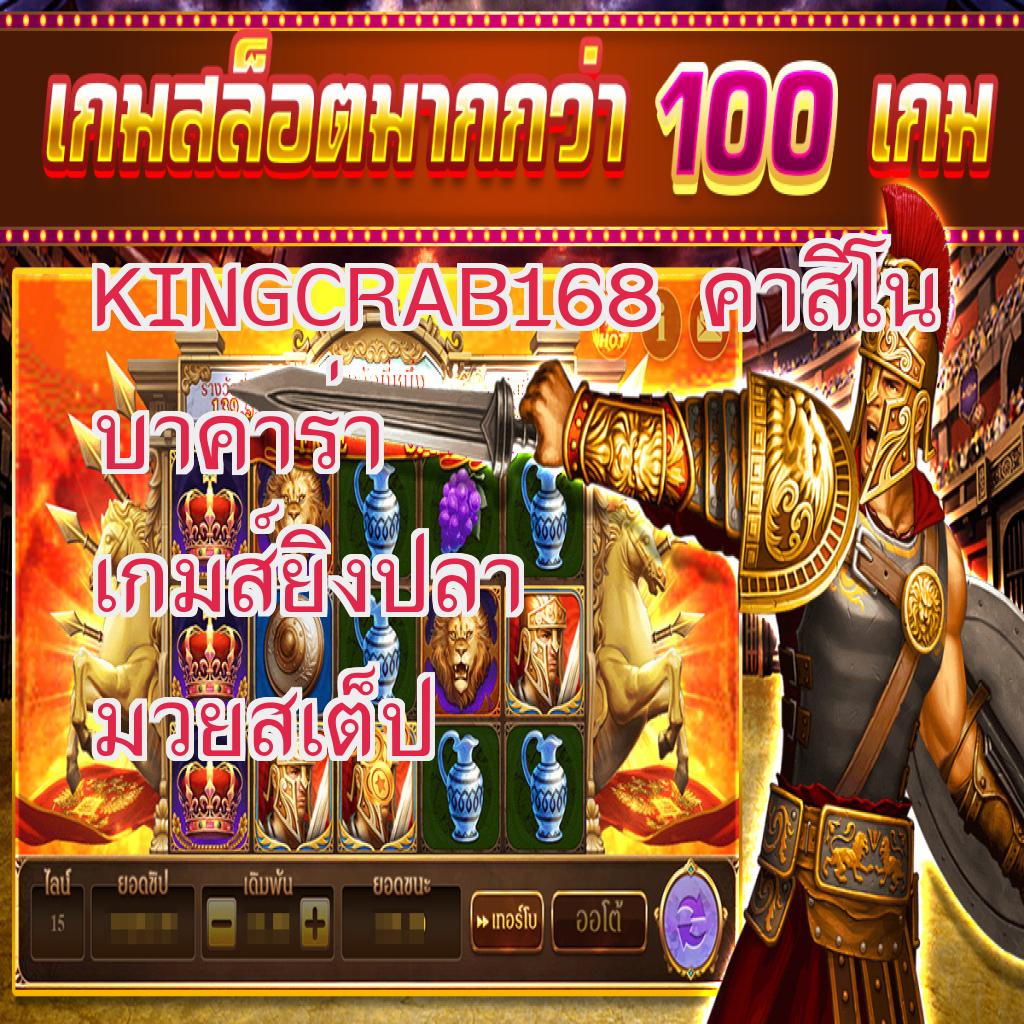 เกมสล็อตมากกว่า 100 เกม
KINGCRAB168 คาสิโน
HOT
บาคาร่า
เกมส์ยิงปลา
มวยสเต็ป
ไลน์ ยอดชิป เดิมพัน ยอดชนะ
15 - + เทอร์โบ ออโต้